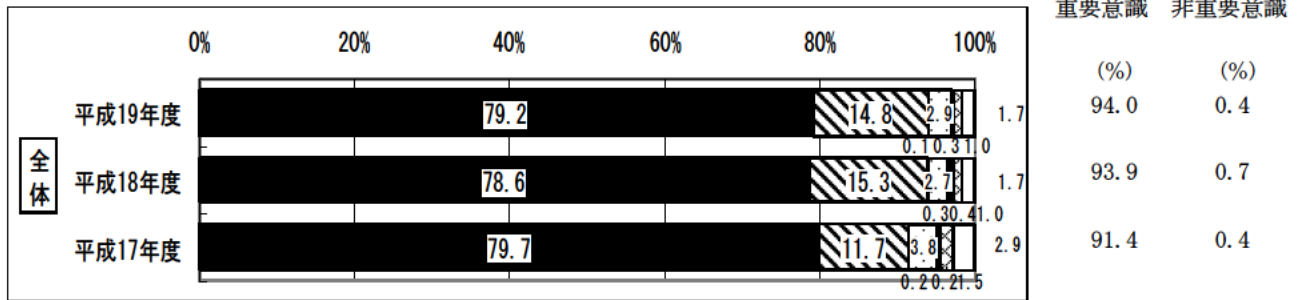 重要意識 非重要意識
0% 20% 40% 60% 80% 100%
(%) (%)
平成19年度 79.2 14.8 2.9 1.7 94.0 0.4
0.1 0.3 1.0
全体
平成18年度 78.6 15.3 2.7 1.7 93.9 0.7
0.3 0.4 1.0
平成17年度 79.7 11.7 3.8 2.9 91.4 0.4
0.2 0.2 1.5